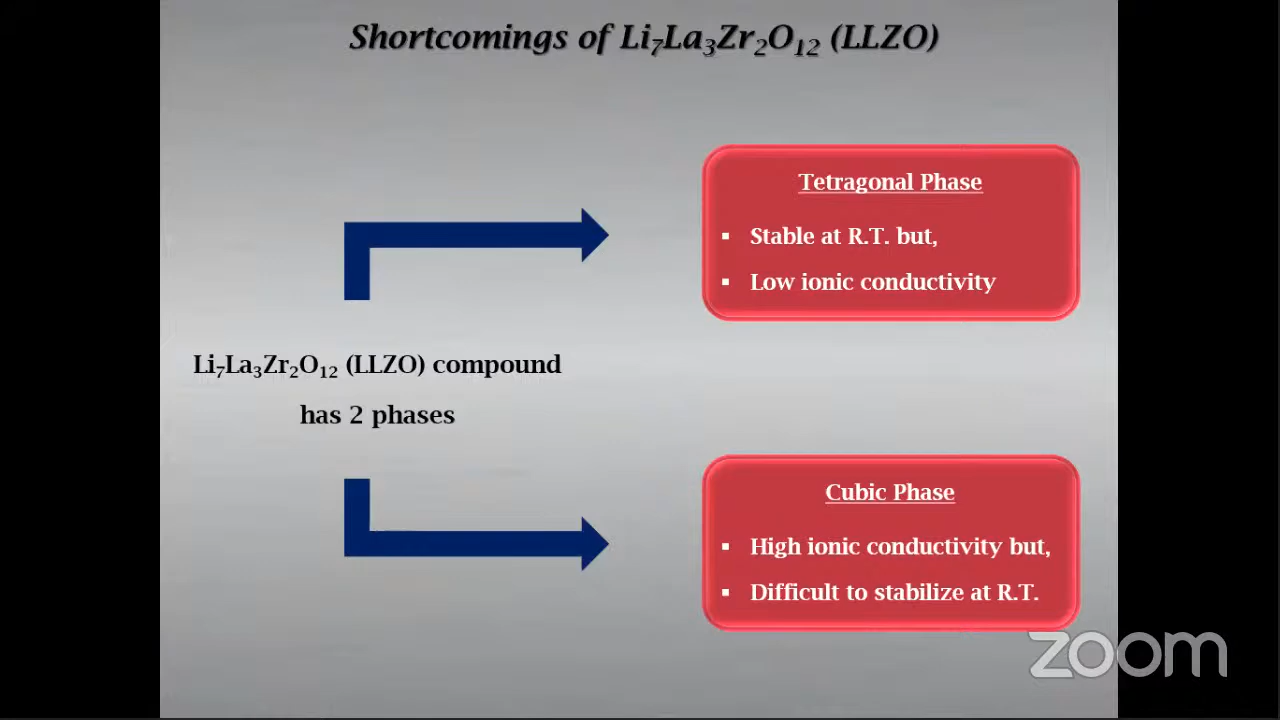 Shortcomings of Li₇La₃Zr₂O₁₂ (LLZO)
Tetragonal Phase
▪ Stable at R.T. but,
▪ Low ionic conductivity
Li₇La₃Zr₂O₁₂ (LLZO) compound
has 2 phases
Cubic Phase
▪ High ionic conductivity but,
▪ Difficult to stabilize at R.T.
zoom